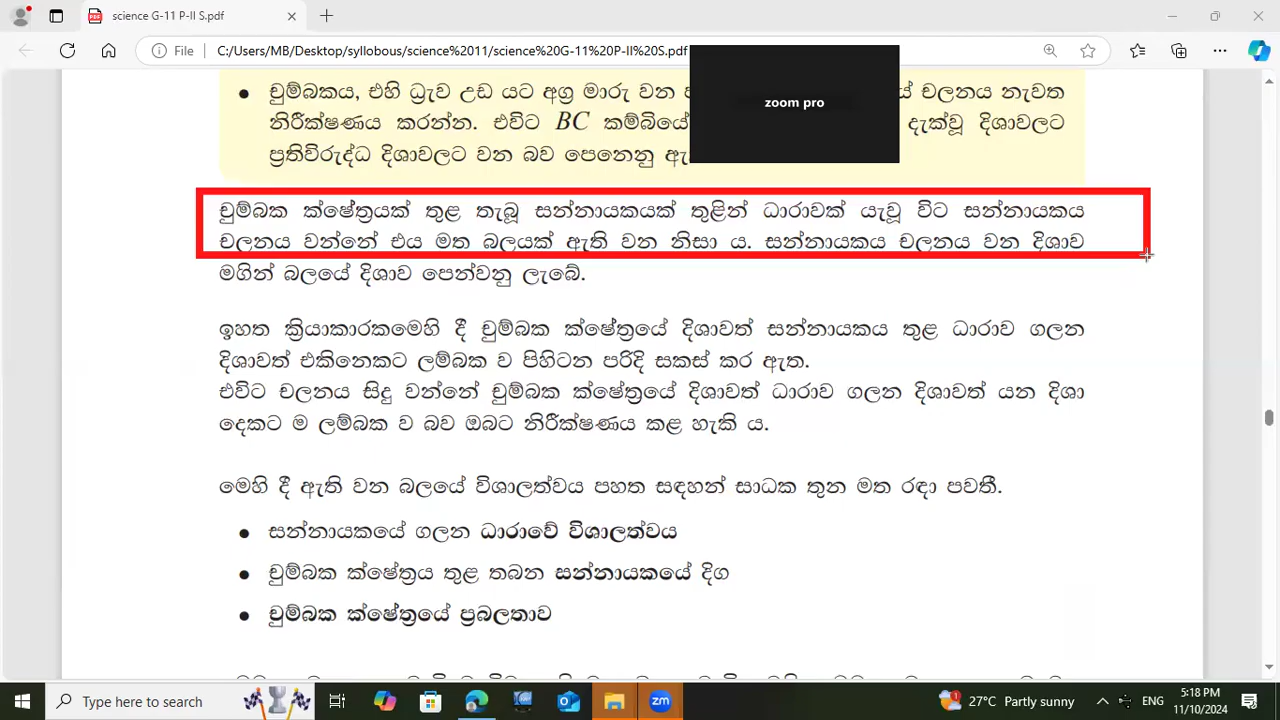 science G-11 P-II S.pdf
File C:/Users/MB/Desktop/syllobous/science%2011/science%20G-11%20P-II%20S.pdf
zoom pro
චුම්බකය, එහි ධ්‍රැව උඩ යට අග්‍ර මාරු වන චලනය නැවත
නිරීක්ෂණය කරන්න. එවිට BC කම්බියේ දැක්වූ දිශාවලට
ප්‍රතිවිරුද්ධ දිශාවලට වන බව පෙනෙනු
චුම්බක ක්ෂේත්‍රයක් තුළ තැබූ සන්නායකයක් තුළින් ධාරාවක් යැවූ විට සන්නායකය
චලනය වන්නේ එය මත බලයක් ඇති වන නිසා ය. සන්නායකය චලනය වන දිශාව
මගින් බලයේ දිශාව පෙන්වනු ලැබේ.
ඉහත ක්‍රියාකාරකමෙහි දී චුම්බක ක්ෂේත්‍රයේ දිශාවත් සන්නායකය තුළ ධාරාව ගලන
දිශාවත් එකිනෙකට ලම්බක ව පිහිටන පරිදි සකස් කර ඇත.
එවිට චලනය සිදු වන්නේ චුම්බක ක්ෂේත්‍රයේ දිශාවත් ධාරාව ගලන දිශාවත් යන දිශා
දෙකට ම ලම්බක ව බව ඔබට නිරීක්ෂණය කළ හැකි ය.
මෙහි දී ඇති වන බලයේ විශාලත්වය පහත සඳහන් සාධක තුන මත රඳා පවතී.
● සන්නායකයේ ගලන ධාරාවේ විශාලත්වය
● චුම්බක ක්ෂේත්‍රය තුළ තබන සන්නායකයේ දිග
● චුම්බක ක්ෂේත්‍රයේ ප්‍රබලතාව
Type here to search
zm
1
27°C Partly sunny
ENG
5:18 PM
11/10/2024